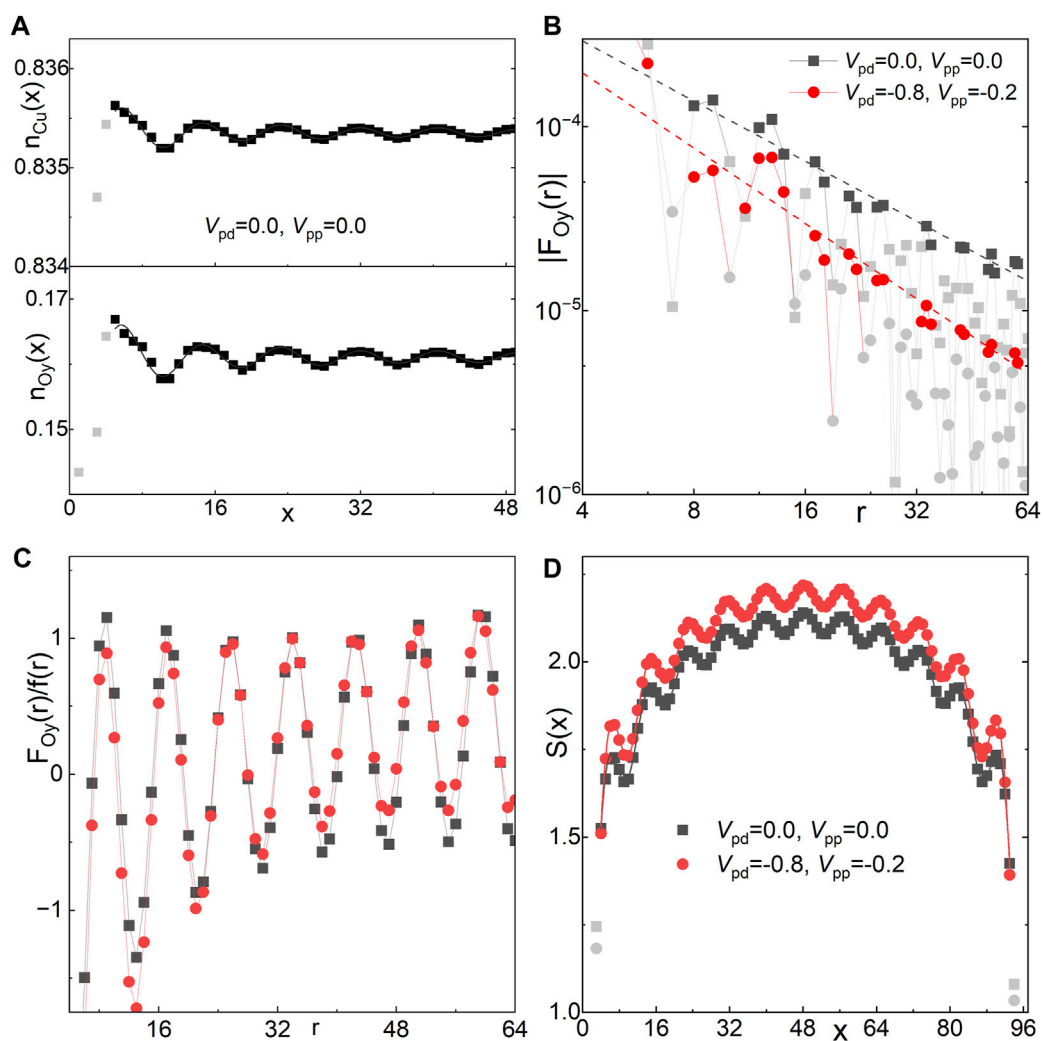 A
0.836
n_Cu(x)
0.835
V_pd=0.0, V_pp=0.0
0.834
0.17
n_Oy(x)
0.15
0 16 32 48
x
B
V_pd=0.0, V_pp=0.0
V_pd=-0.8, V_pp=-0.2
10^-4
|F_Oy(r)|
10^-5
10^-6
4 8 16 32 64
r
C
1
F_Oy(r)/f(r)
0
−1
16 32 48 64
r
D
2.0
S(x)
1.5
V_pd=0.0, V_pp=0.0
V_pd=-0.8, V_pp=-0.2
1.0
0 16 32 48 64 80 96
x